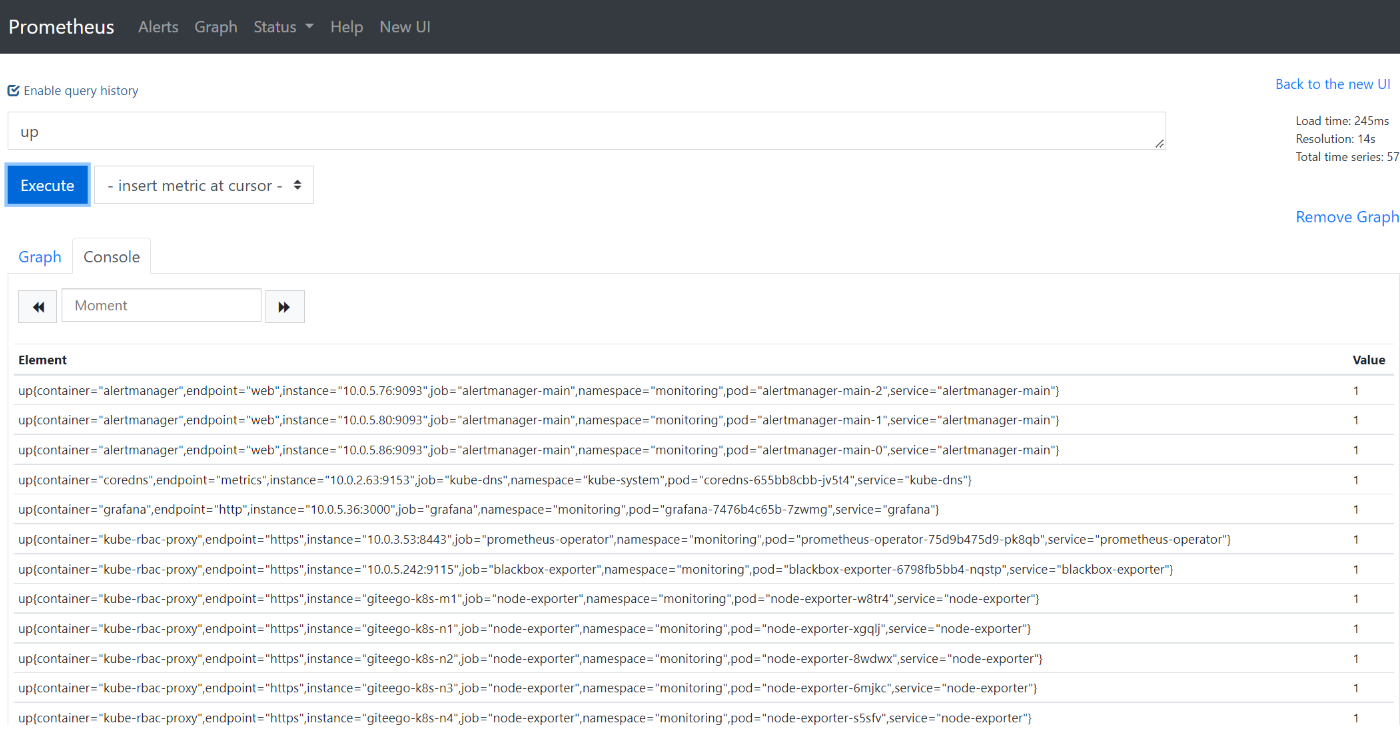 Prometheus Alerts Graph Status Help New UI
Enable query history
Back to the new UI
up
Load time: 245ms
Resolution: 14s
Total time series: 57
Execute - insert metric at cursor -
Remove Graph
Graph Console
Moment
Element Value
up{container="alertmanager",endpoint="web",instance="10.0.5.76:9093",job="alertmanager-main",namespace="monitoring",pod="alertmanager-main-2",service="alertmanager-main"} 1
up{container="alertmanager",endpoint="web",instance="10.0.5.80:9093",job="alertmanager-main",namespace="monitoring",pod="alertmanager-main-1",service="alertmanager-main"} 1
up{container="alertmanager",endpoint="web",instance="10.0.5.86:9093",job="alertmanager-main",namespace="monitoring",pod="alertmanager-main-0",service="alertmanager-main"} 1
up{container="coredns",endpoint="metrics",instance="10.0.2.63:9153",job="kube-dns",namespace="kube-system",pod="coredns-655bb8cbb-jv5t4",service="kube-dns"} 1
up{container="grafana",endpoint="http",instance="10.0.5.36:3000",job="grafana",namespace="monitoring",pod="grafana-7476b4c65b-7zwmg",service="grafana"} 1
up{container="kube-rbac-proxy",endpoint="https",instance="10.0.3.53:8443",job="prometheus-operator",namespace="monitoring",pod="prometheus-operator-75d9b475d9-pk8qb",service="prometheus-operator"} 1
up{container="kube-rbac-proxy",endpoint="https",instance="10.0.5.242:9115",job="blackbox-exporter",namespace="monitoring",pod="blackbox-exporter-6798fb5bb4-nqstp",service="blackbox-exporter"} 1
up{container="kube-rbac-proxy",endpoint="https",instance="giteego-k8s-m1",job="node-exporter",namespace="monitoring",pod="node-exporter-w8tr4",service="node-exporter"} 1
up{container="kube-rbac-proxy",endpoint="https",instance="giteego-k8s-n1",job="node-exporter",namespace="monitoring",pod="node-exporter-xgqlj",service="node-exporter"} 1
up{container="kube-rbac-proxy",endpoint="https",instance="giteego-k8s-n2",job="node-exporter",namespace="monitoring",pod="node-exporter-8wdwx",service="node-exporter"} 1
up{container="kube-rbac-proxy",endpoint="https",instance="giteego-k8s-n3",job="node-exporter",namespace="monitoring",pod="node-exporter-6mjkc",service="node-exporter"} 1
up{container="kube-rbac-proxy",endpoint="https",instance="giteego-k8s-n4",job="node-exporter",namespace="monitoring",pod="node-exporter-s5sfv",service="node-exporter"} 1